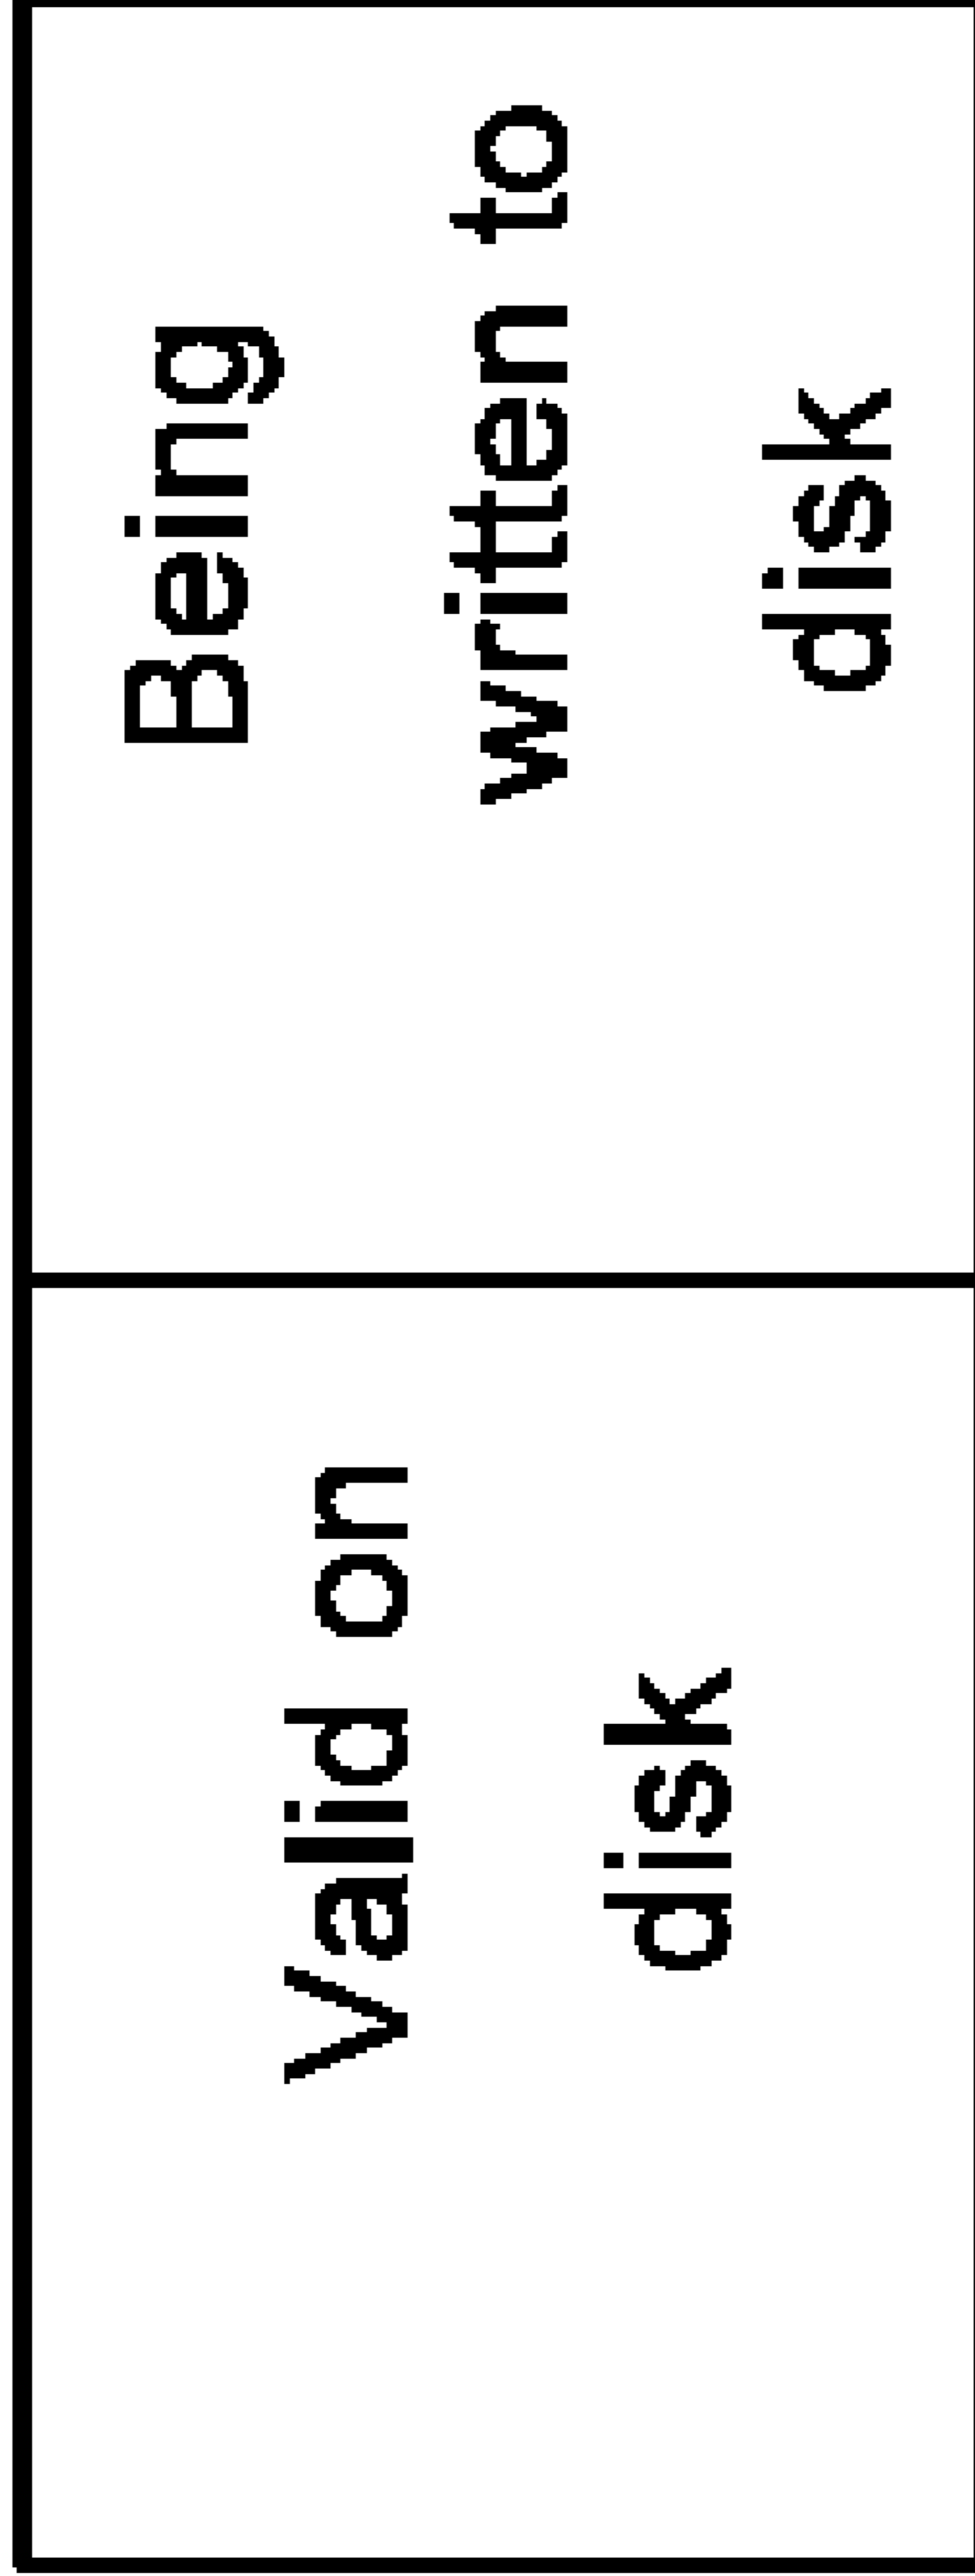 Valid on
disk
Being
written to
disk